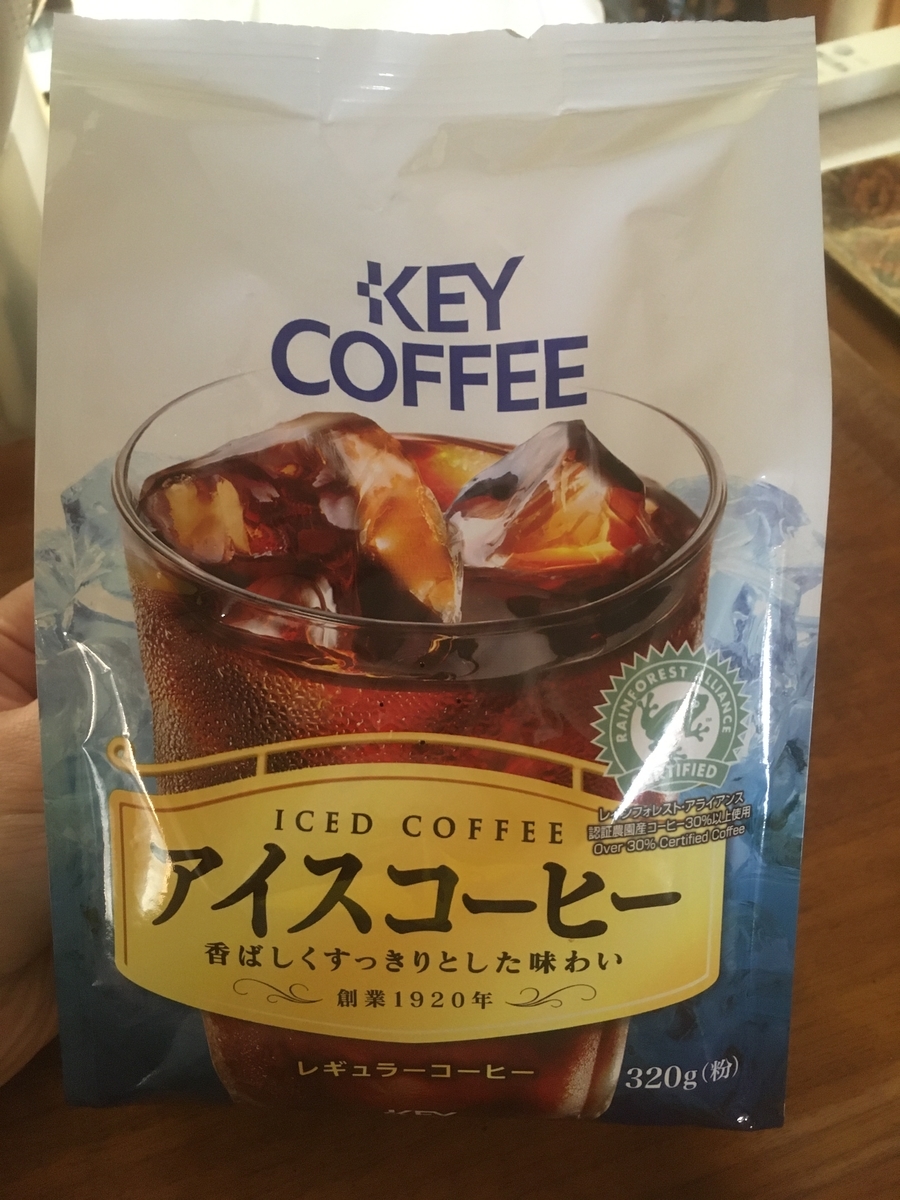 KEY
COFFEE
RAINFOREST ALLIANCE
CERTIFIED
レインフォレスト・アライアンス
認証農園産コーヒー30%以上使用
Over 30% Certified Coffee
ICED COFFEE
アイスコーヒー
香ばしくすっきりとした味わい
創業1920年
レギュラーコーヒー
320g(粉)
KEY